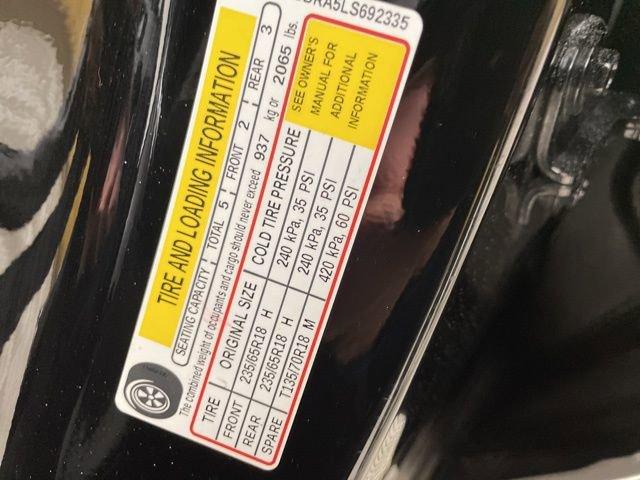 RA5LS692335
TIRE AND LOADING INFORMATION
SEATING CAPACITY TOTAL 5 FRONT 2 REAR 3
The combined weight of occupants and cargo should never exceed 937 kg or 2065 lbs.
TIRE ORIGINAL SIZE COLD TIRE PRESSURE
FRONT 235/65R18 H 240 kPa, 35 PSI
REAR 235/65R18 H 240 kPa, 35 PSI
SPARE T135/70R18 M 420 kPa, 60 PSI
SEE OWNER'S
MANUAL FOR
ADDITIONAL
INFORMATION